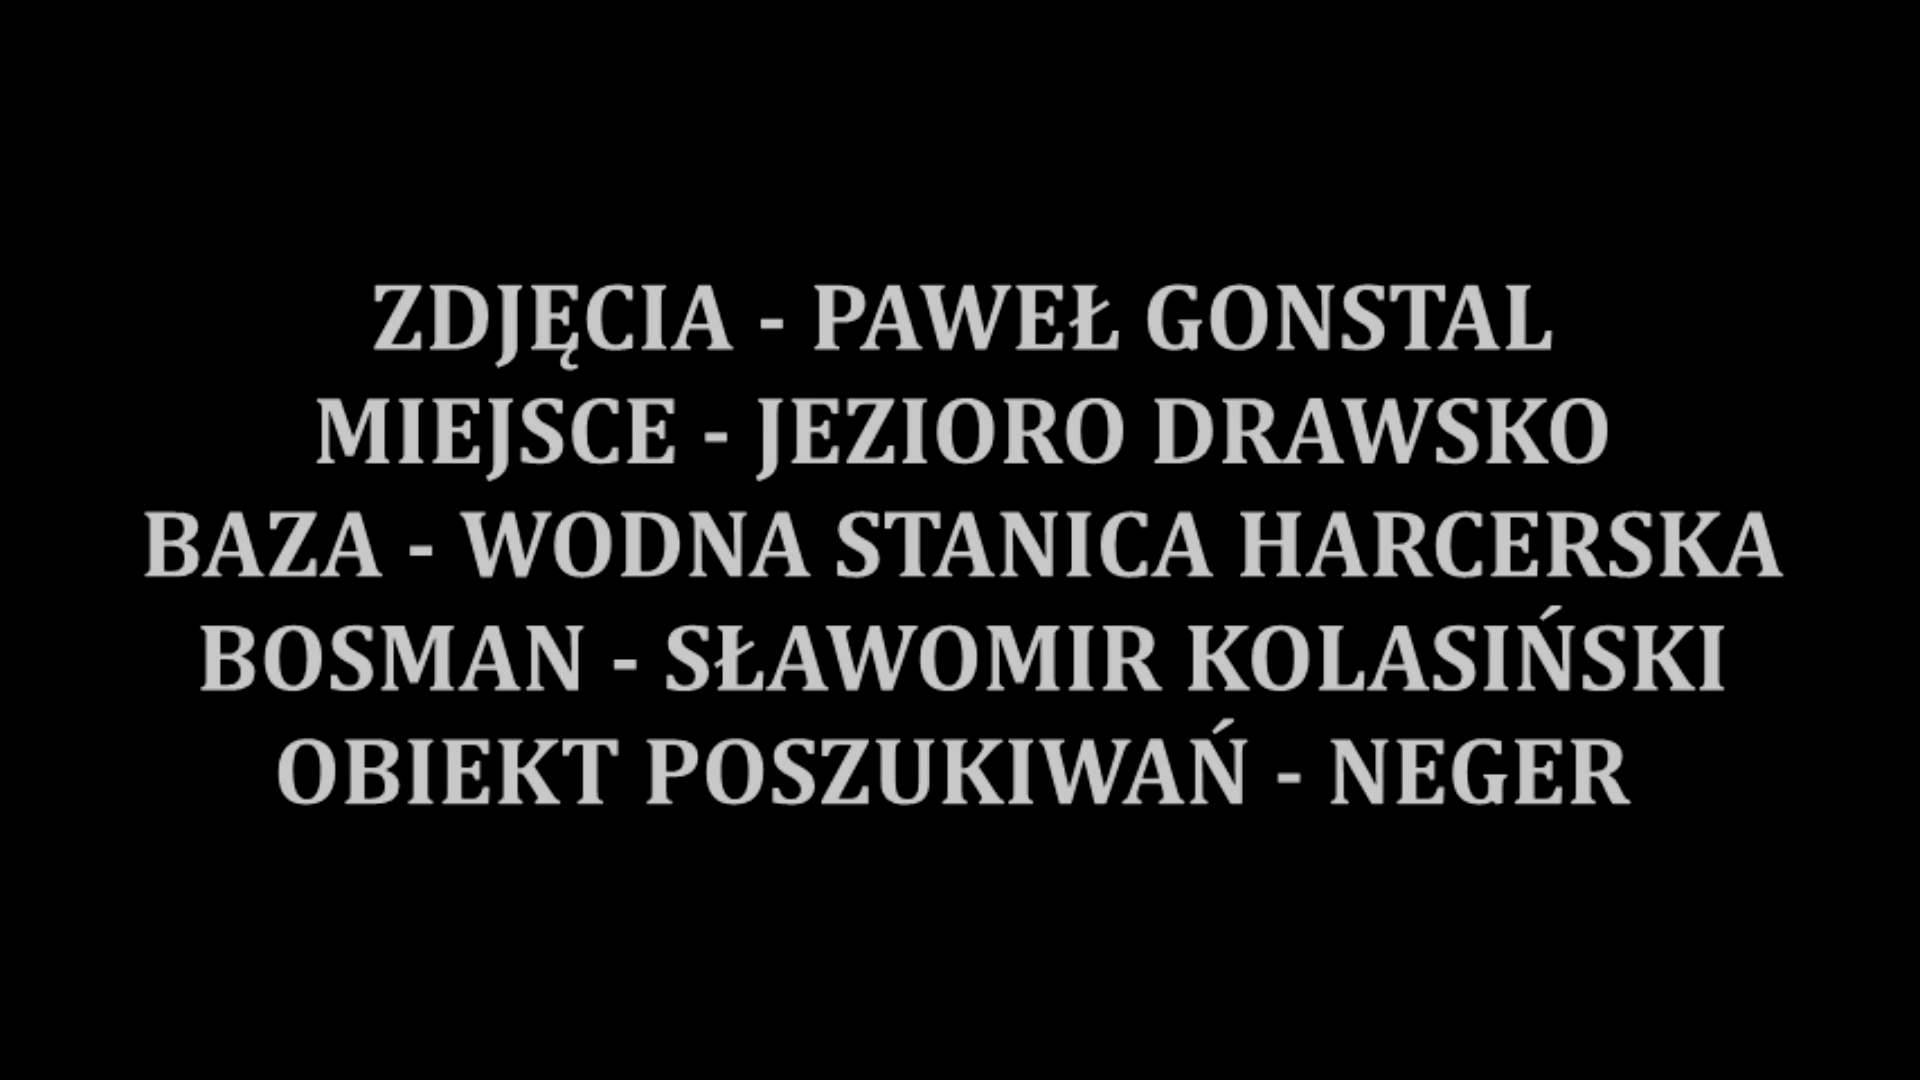 ZDJĘCIA - PAWEŁ GONSTAL
MIEJSCE - JEZIORO DRAWSKO
BAZA - WODNA STANICA HARCERSKA
BOSMAN - SŁAWOMIR KOLASIŃSKI
OBIEKT POSZUKIWAŃ - NEGER